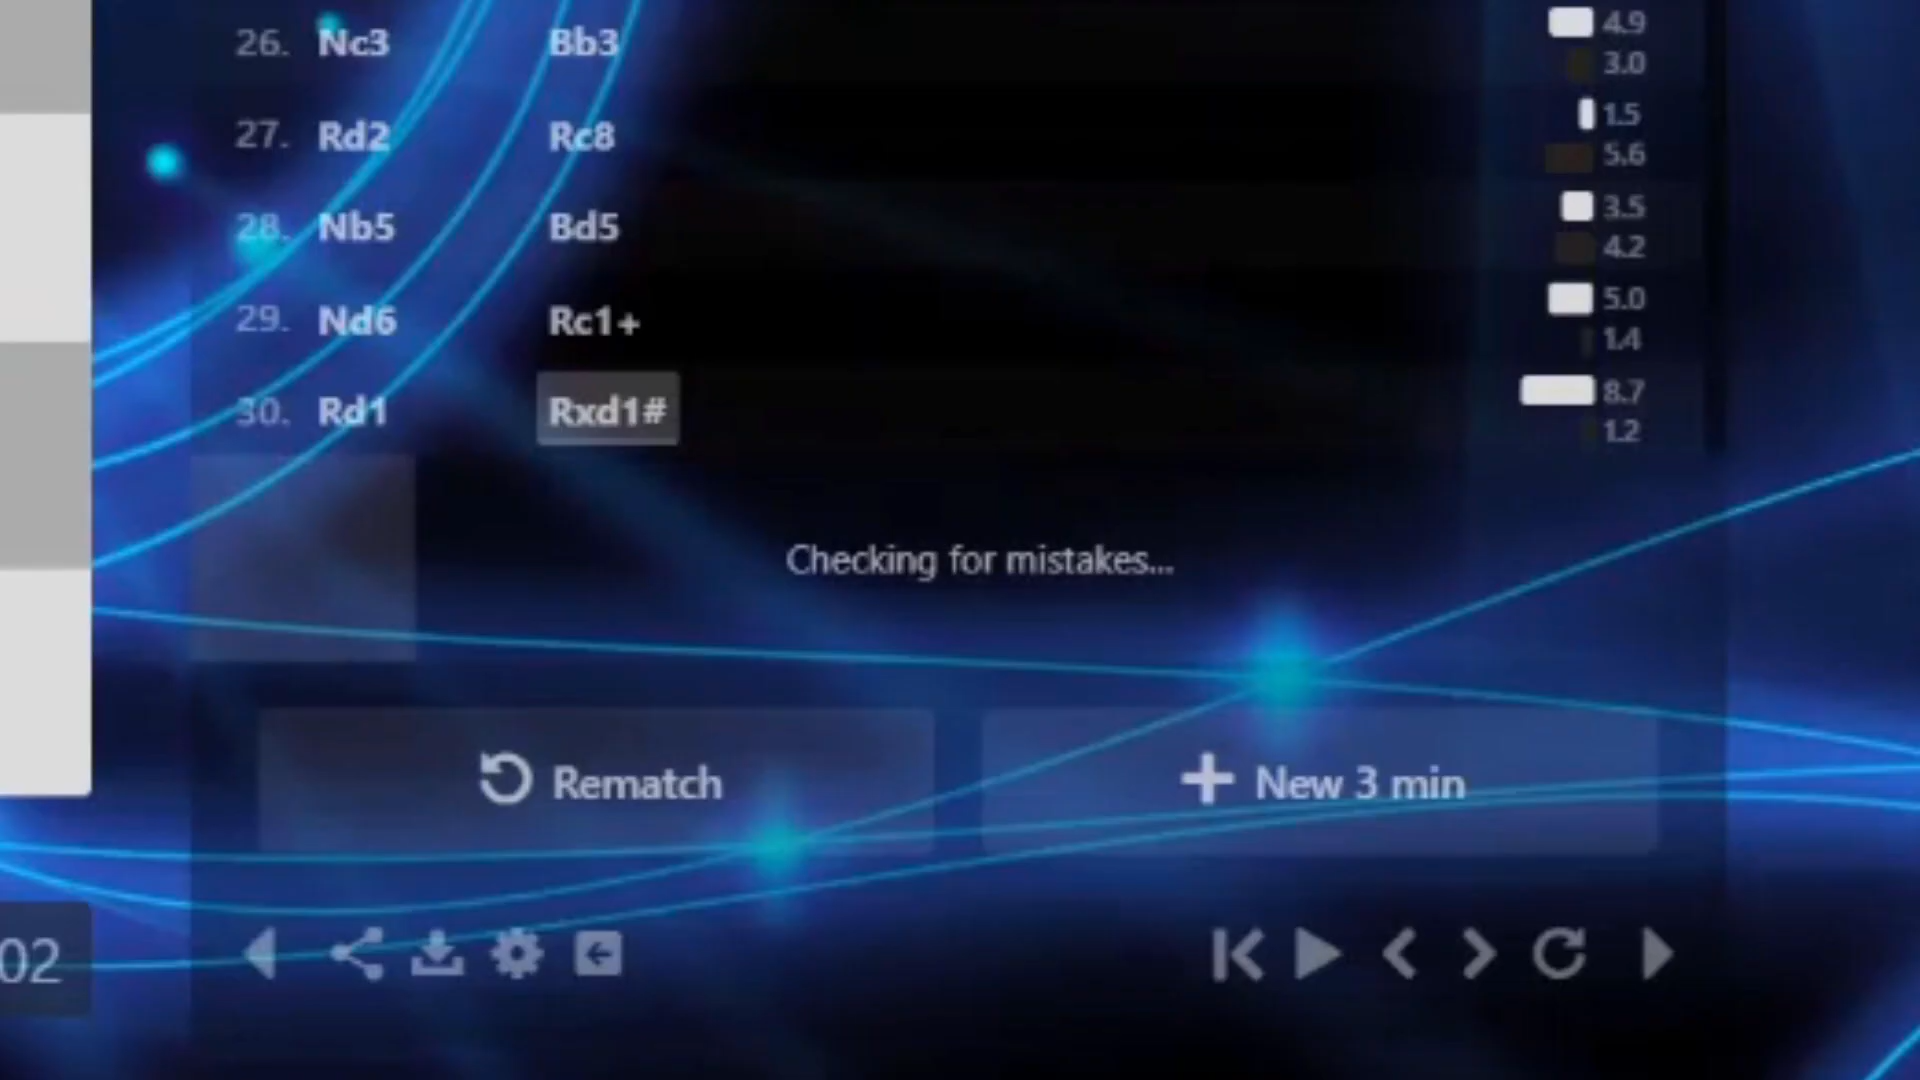 26. Nc3 Bb3 4.9
3.0
27. Rd2 Rc8 1.5
5.6
28. Nb5 Bd5 3.5
4.2
29. Nd6 Rc1+ 5.0
1.4
30. Rd1 Rxd1# 8.7
1.2
Checking for mistakes...
Rematch New 3 min
02